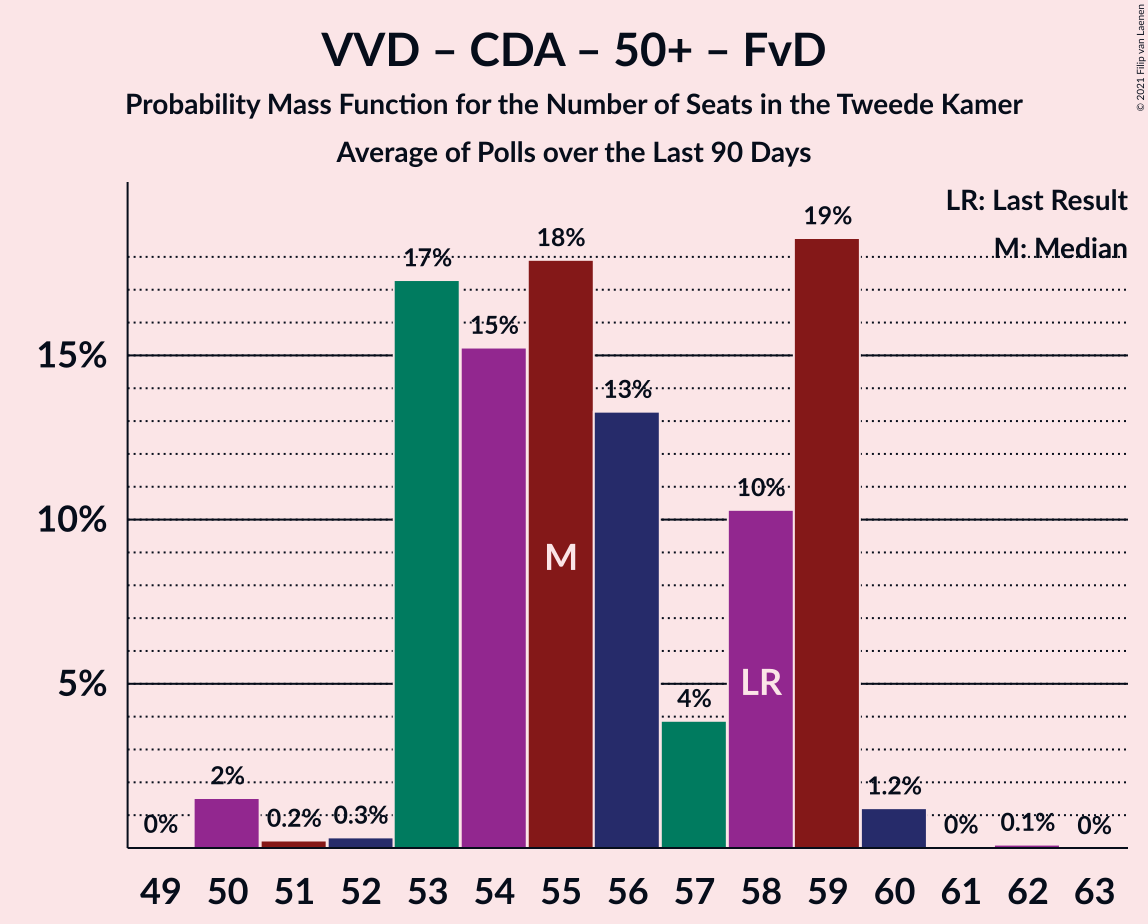 VVD – CDA – 50+ – FvD
Probability Mass Function for the Number of Seats in the Tweede Kamer
Average of Polls over the Last 90 Days
© 2021 Filip van Laenen
LR: Last Result
M: Median
15%
10%
5%
0%
2%
0.2%
0.3%
17%
15%
18%
13%
4%
10%
19%
1.2%
0%
0.1%
0%
M
LR
49 50 51 52 53 54 55 56 57 58 59 60 61 62 63